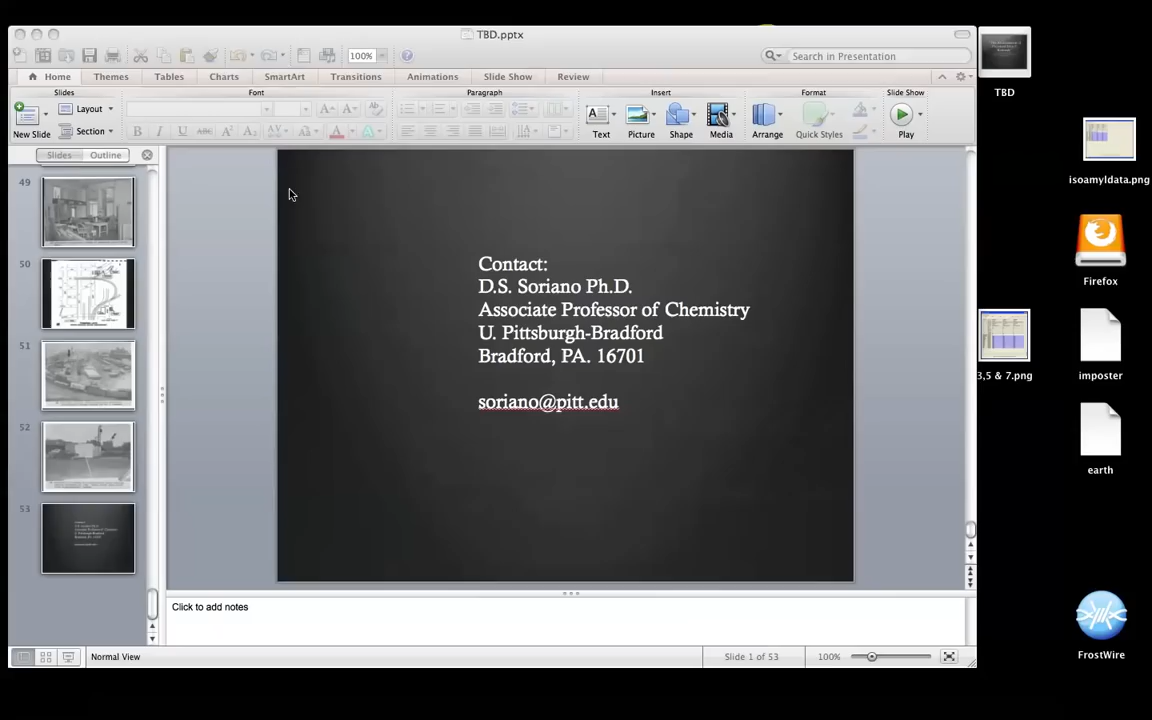 TBD.pptx
100%
Search in Presentation
Home
Themes
Tables
Charts
SmartArt
Transitions
Animations
Slide Show
Review
Slides
Font
Paragraph
Insert
Format
Slide Show
New Slide
Layout
Section
Text
Picture
Shape
Media
Arrange
Quick Styles
Play
Slides
Outline
49
50
51
52
53
Contact:
D.S. Soriano Ph.D.
Associate Professor of Chemistry
U. Pittsburgh-Bradford
Bradford, PA. 16701
soriano@pitt.edu
Click to add notes
Normal View
Slide 1 of 53
100%
TBD
isoamyldata.png
Firefox
3,5 & 7.png
imposter
earth
FrostWire